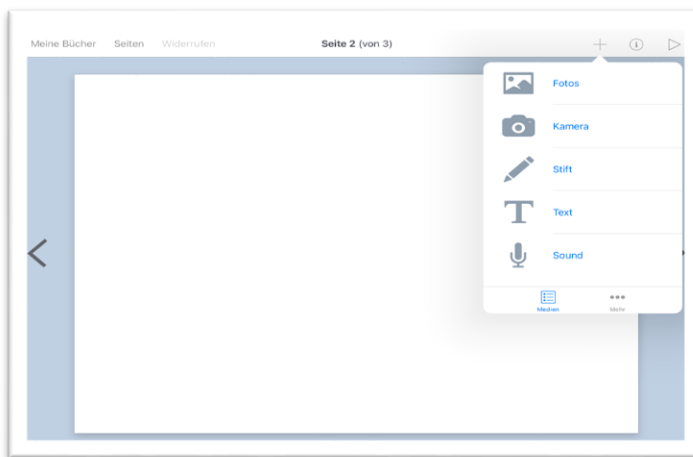 Meine Bücher Seiten Widerrufen Seite 2 (von 3)
Fotos
Kamera
Stift
Text
Sound
Medien Mehr